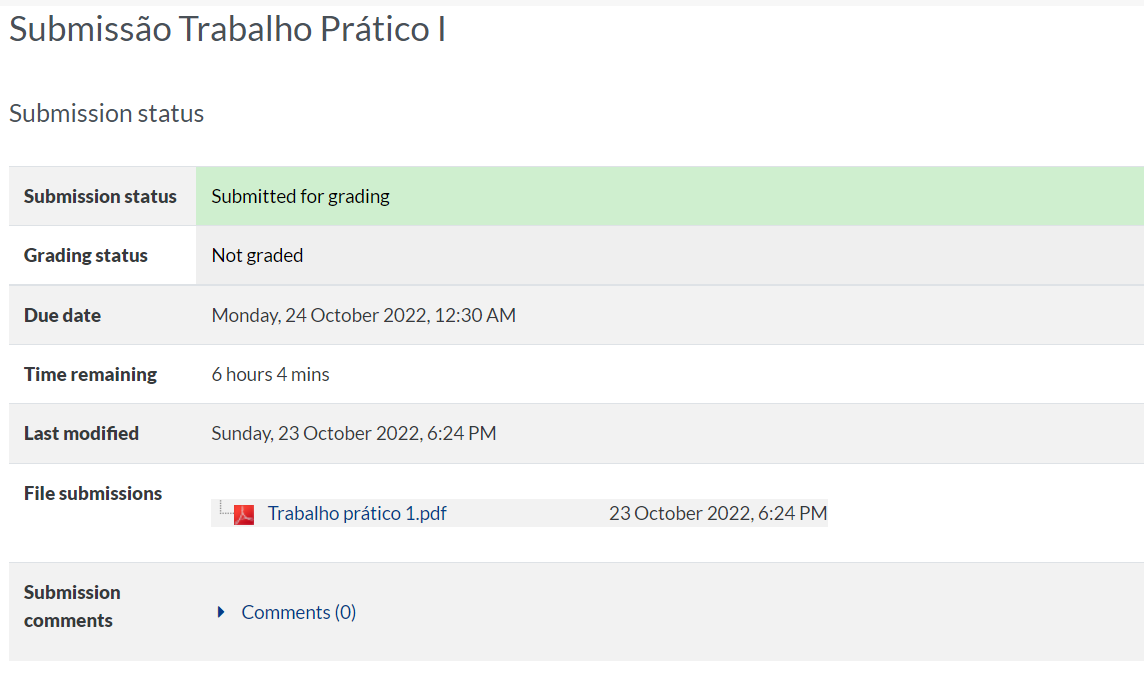 Submissão Trabalho Prático I
Submission status
Submission status Submitted for grading
Grading status Not graded
Due date Monday, 24 October 2022, 12:30 AM
Time remaining 6 hours 4 mins
Last modified Sunday, 23 October 2022, 6:24 PM
File submissions
Trabalho prático 1.pdf 23 October 2022, 6:24 PM
Submission
comments
Comments (0)